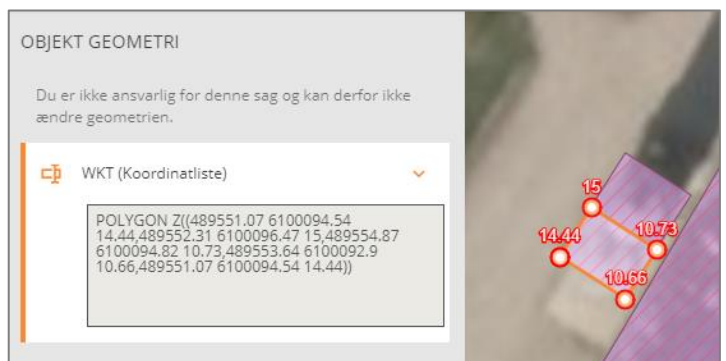 OBJEKT GEOMETRI
Du er ikke ansvarlig for denne sag og kan derfor ikke
ændre geometrien.
WKT (Koordinatliste)
POLYGON Z((489551.07 6100094.54
14.44,489552.31 6100096.47 15,489554.87
6100094.82 10.73,489553.64 6100092.9
10.66,489551.07 6100094.54 14.44))
15
14.44
10.73
10.66